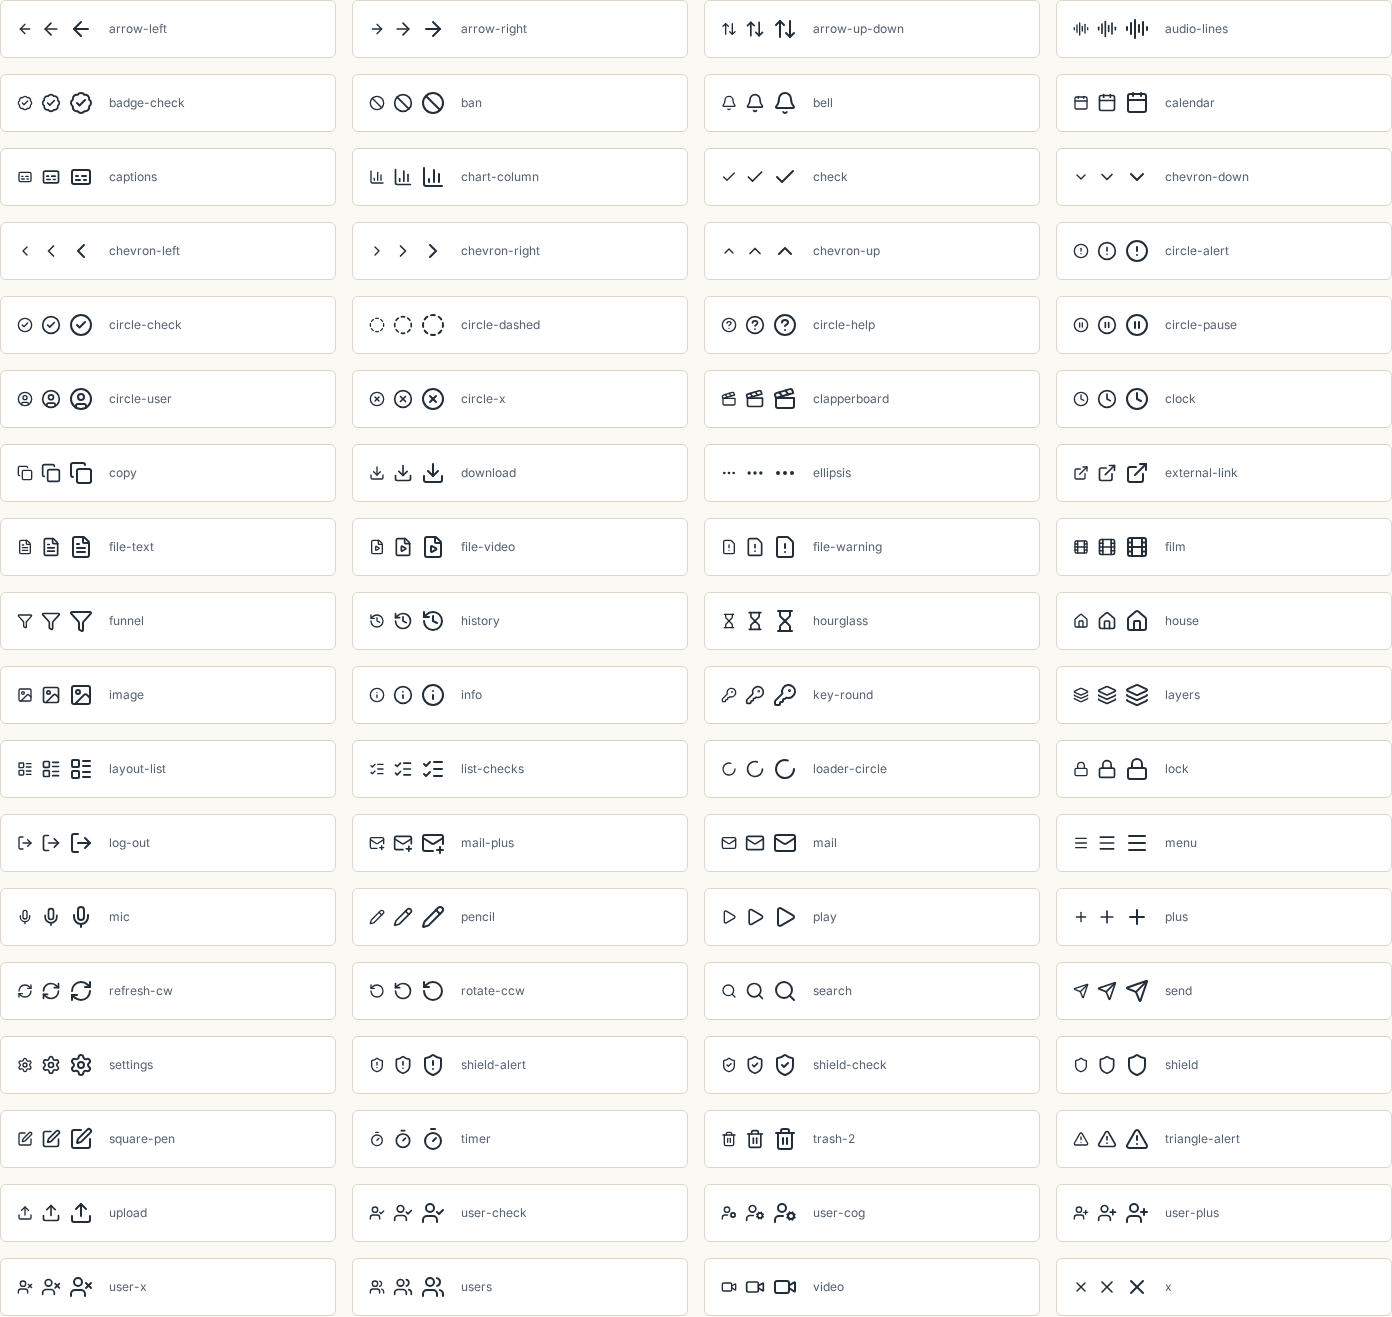 arrow-left
arrow-right
arrow-up-down
audio-lines
badge-check
ban
bell
calendar
captions
chart-column
check
chevron-down
chevron-left
chevron-right
chevron-up
circle-alert
circle-check
circle-dashed
circle-help
circle-pause
circle-user
circle-x
clapperboard
clock
copy
download
ellipsis
external-link
file-text
file-video
file-warning
film
funnel
history
hourglass
house
image
info
key-round
layers
layout-list
list-checks
loader-circle
lock
log-out
mail-plus
mail
menu
mic
pencil
play
plus
refresh-cw
rotate-ccw
search
send
settings
shield-alert
shield-check
shield
square-pen
timer
trash-2
triangle-alert
upload
user-check
user-cog
user-plus
user-x
users
video
x